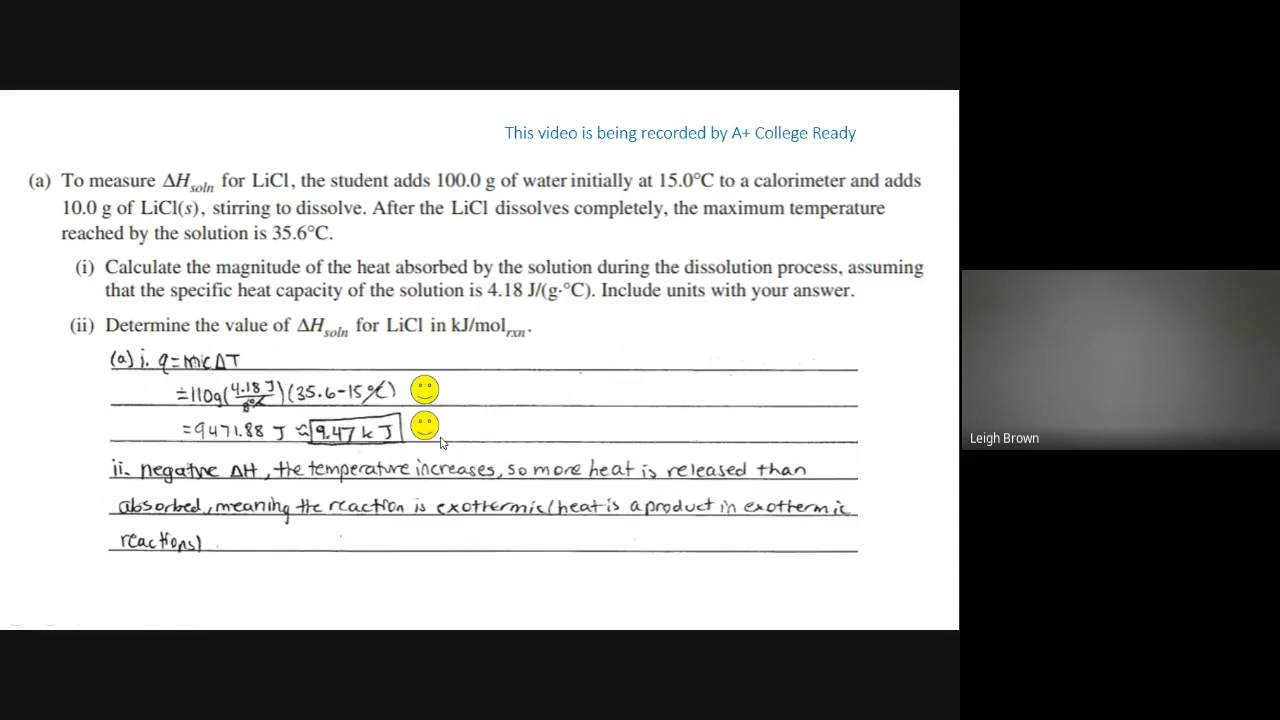 This video is being recorded by A+ College Ready
(a) To measure ΔHsoln for LiCl, the student adds 100.0 g of water initially at 15.0°C to a calorimeter and adds
10.0 g of LiCl(s), stirring to dissolve. After the LiCl dissolves completely, the maximum temperature
reached by the solution is 35.6°C.
(i) Calculate the magnitude of the heat absorbed by the solution during the dissolution process, assuming
that the specific heat capacity of the solution is 4.18 J/(g·°C). Include units with your answer.
(ii) Determine the value of ΔHsoln for LiCl in kJ/molrxn.
(a) i. q=mcΔT
=110g(4.18 J/g°C)(35.6-15°C)
=9471.88 J ≈ 9.47 kJ
ii. negative ΔH, the temperature increases, so more heat is released than
absorbed, meaning the reaction is exothermic (heat is a product in exothermic
reactions)
Leigh Brown